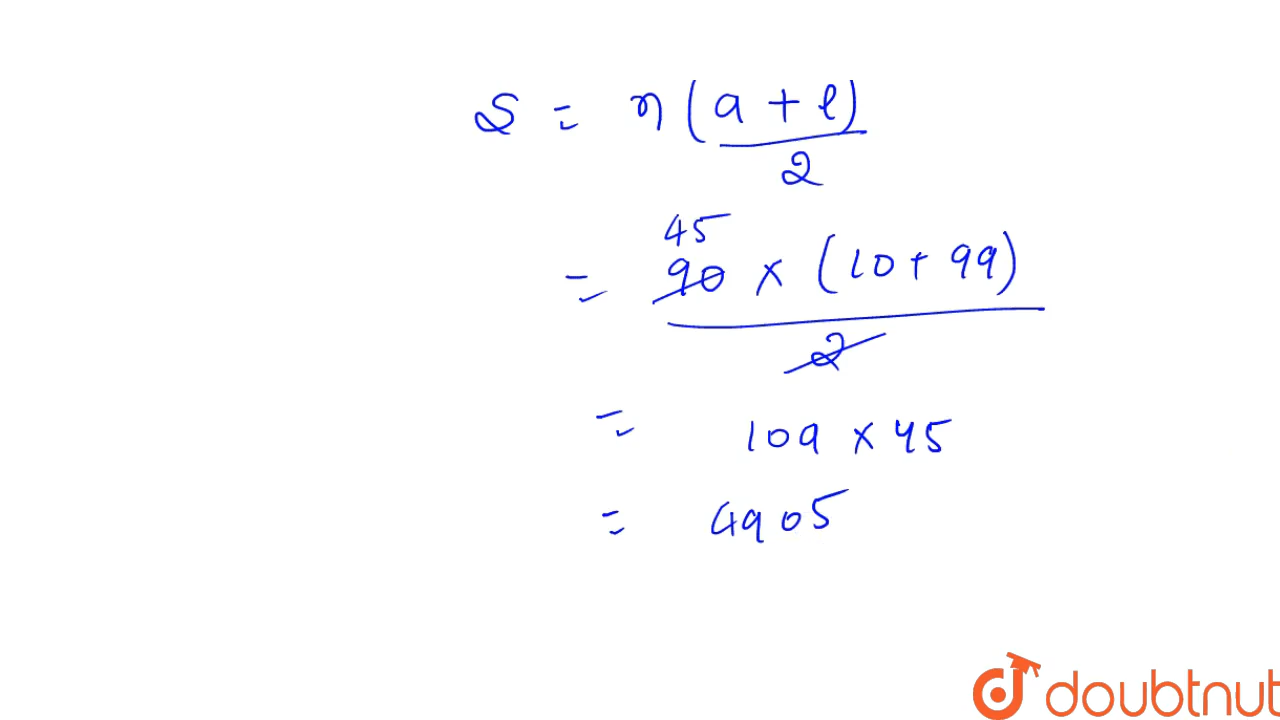 S = n(a + l)
2
45
= 90 × (10 + 99)
2
= 109 × 45
= 4905
doubtnut